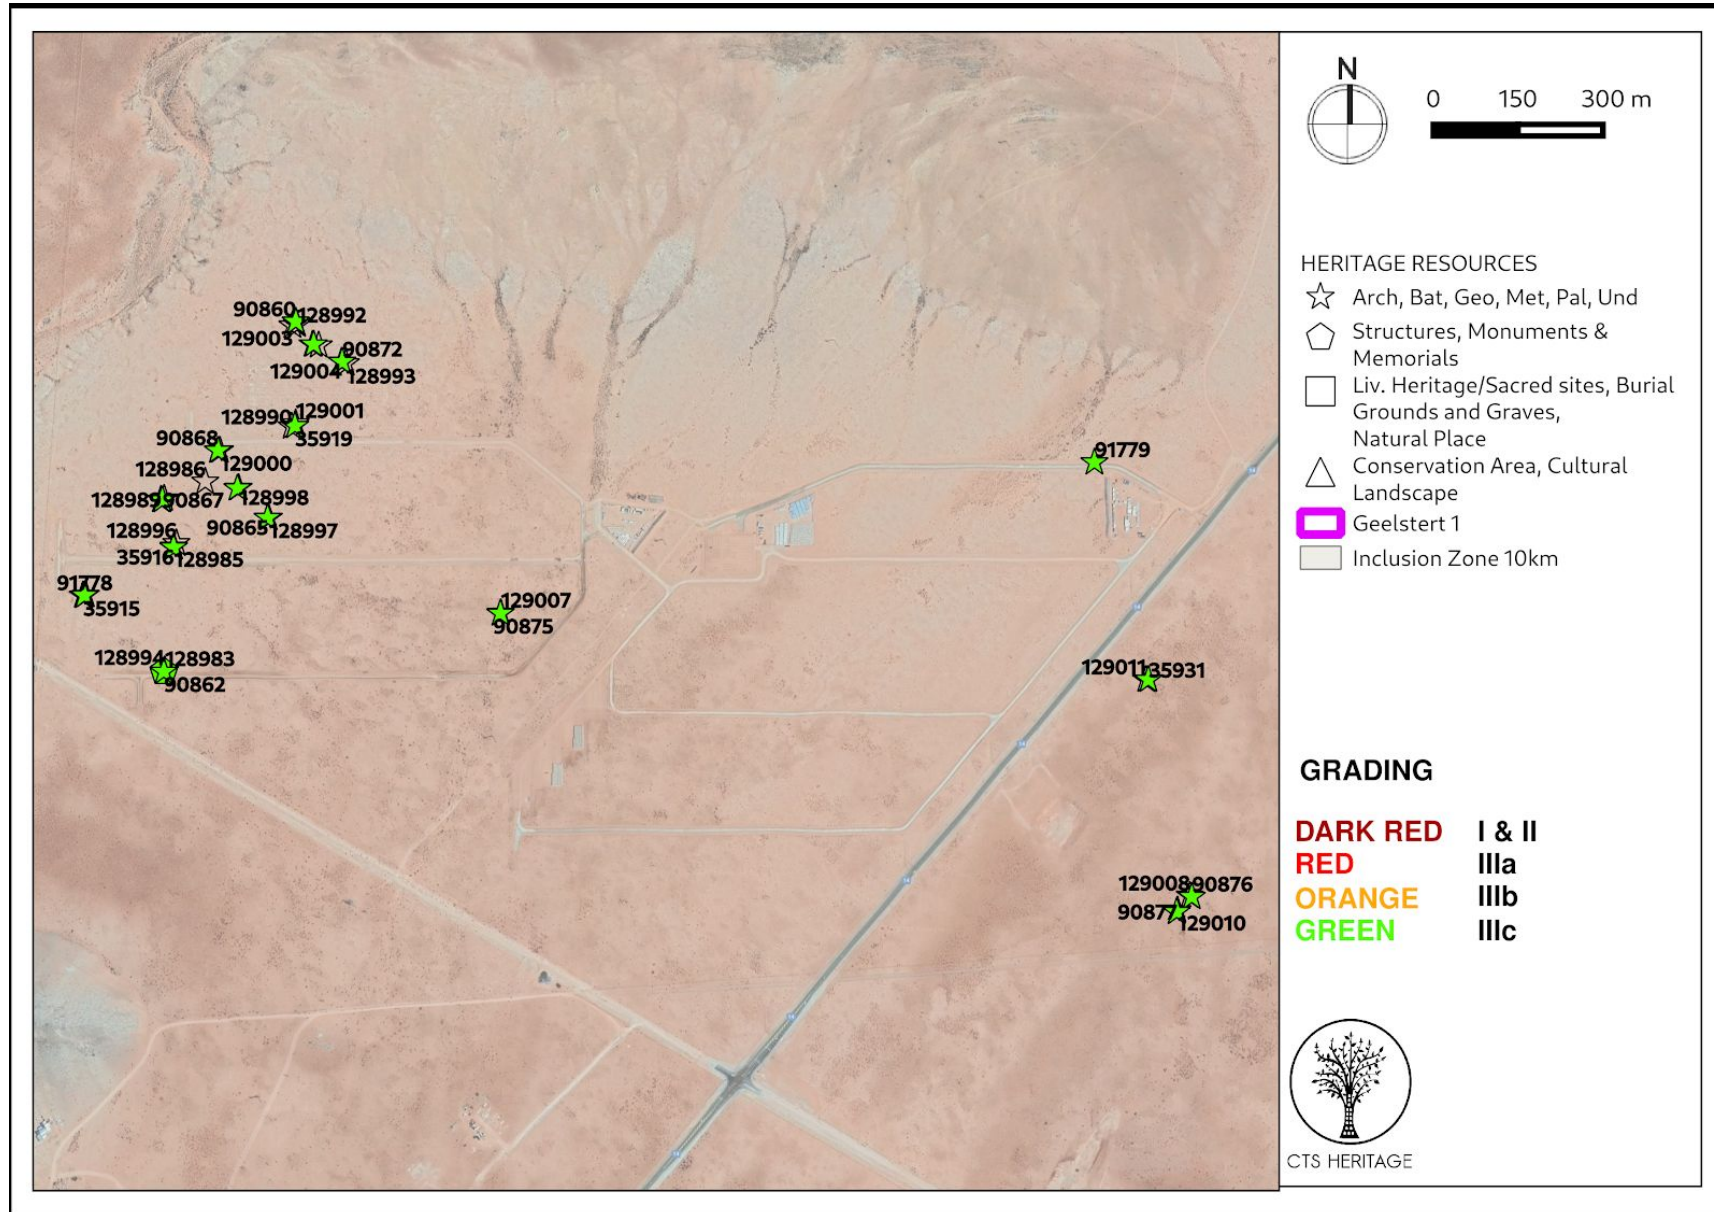 90860
128992
129003
90872
129004
128993
128990
129001
35919
90868
129000
128986
128989
90867
128998
90865
128997
128996
35916
128985
91778
35915
129007
90875
128994
128983
90862
91779
129011
35931
129008
90876
129010
N
0 150 300 m
HERITAGE RESOURCES
Arch, Bat, Geo, Met, Pal, Und
Structures, Monuments &
Memorials
Liv. Heritage/Sacred sites, Burial
Grounds and Graves,
Natural Place
Conservation Area, Cultural
Landscape
Geelstert 1
Inclusion Zone 10km
GRADING
DARK RED I & II
RED IIIa
ORANGE IIIb
GREEN IIIc
CTS HERITAGE